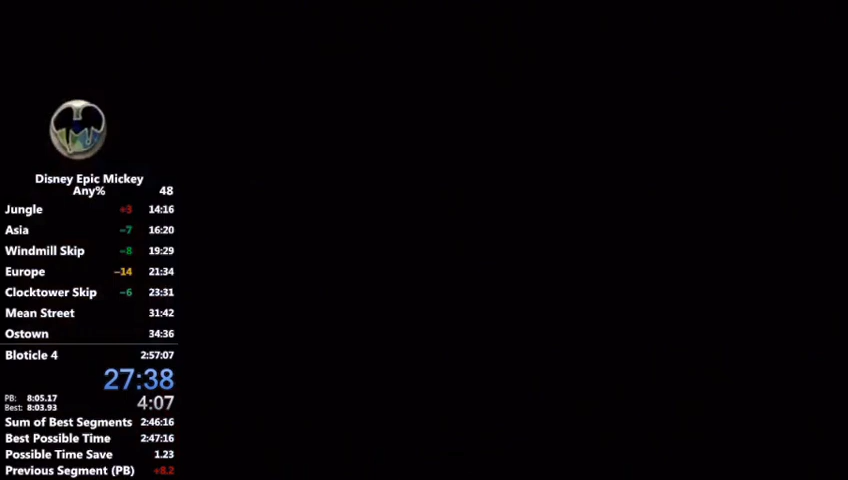 Disney Epic Mickey
Any% 48
Jungle +3 14:16
Asia -7 16:20
Windmill Skip -8 19:29
Europe -14 21:34
Clocktower Skip -6 23:31
Mean Street 31:42
Ostown 34:36
Bloticle 4 2:57:07
27:38
PB: 8:05.17
Best: 8:03.93
4:07
Sum of Best Segments 2:46:16
Best Possible Time 2:47:16
Possible Time Save 1.23
Previous Segment (PB) +8.2